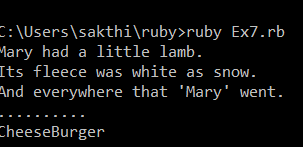 C:\Users\sakthi\ruby>ruby Ex7.rb
Mary had a little lamb.
Its fleece was white as snow.
And everywhere that 'Mary' went.
..........
CheeseBurger